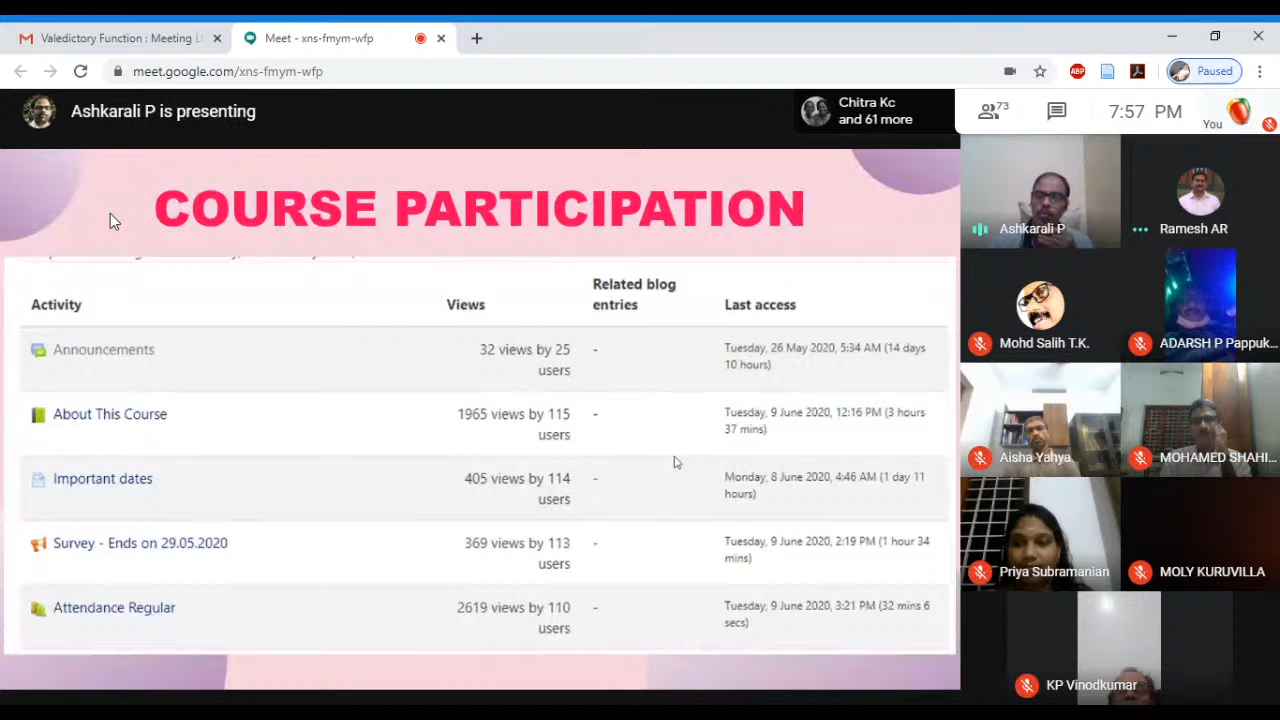 Valedictory Function : Meeting L
Meet - xns-fmym-wfp
meet.google.com/xns-fmym-wfp
ABP
Paused
Ashkarali P is presenting
Chitra Kc
and 61 more
73
7:57 PM
You
COURSE PARTICIPATION
Activity
Views
Related blog
entries
Last access
Announcements
32 views by 25
users
-
Tuesday, 26 May 2020, 5:34 AM (14 days
10 hours)
About This Course
1965 views by 115
users
-
Tuesday, 9 June 2020, 12:16 PM (3 hours
37 mins)
Important dates
405 views by 114
users
-
Monday, 8 June 2020, 4:46 AM (1 day 11
hours)
Survey - Ends on 29.05.2020
369 views by 113
users
-
Tuesday, 9 June 2020, 2:19 PM (1 hour 34
mins)
Attendance Regular
2619 views by 110
users
-
Tuesday, 9 June 2020, 3:21 PM (32 mins 6
secs)
Ashkarali P
Ramesh AR
Mohd Salih T.K.
ADARSH P Pappuk...
Aisha Yahya
MOHAMED SHAHI...
Priya Subramanian
MOLY KURUVILLA
KP Vinodkumar